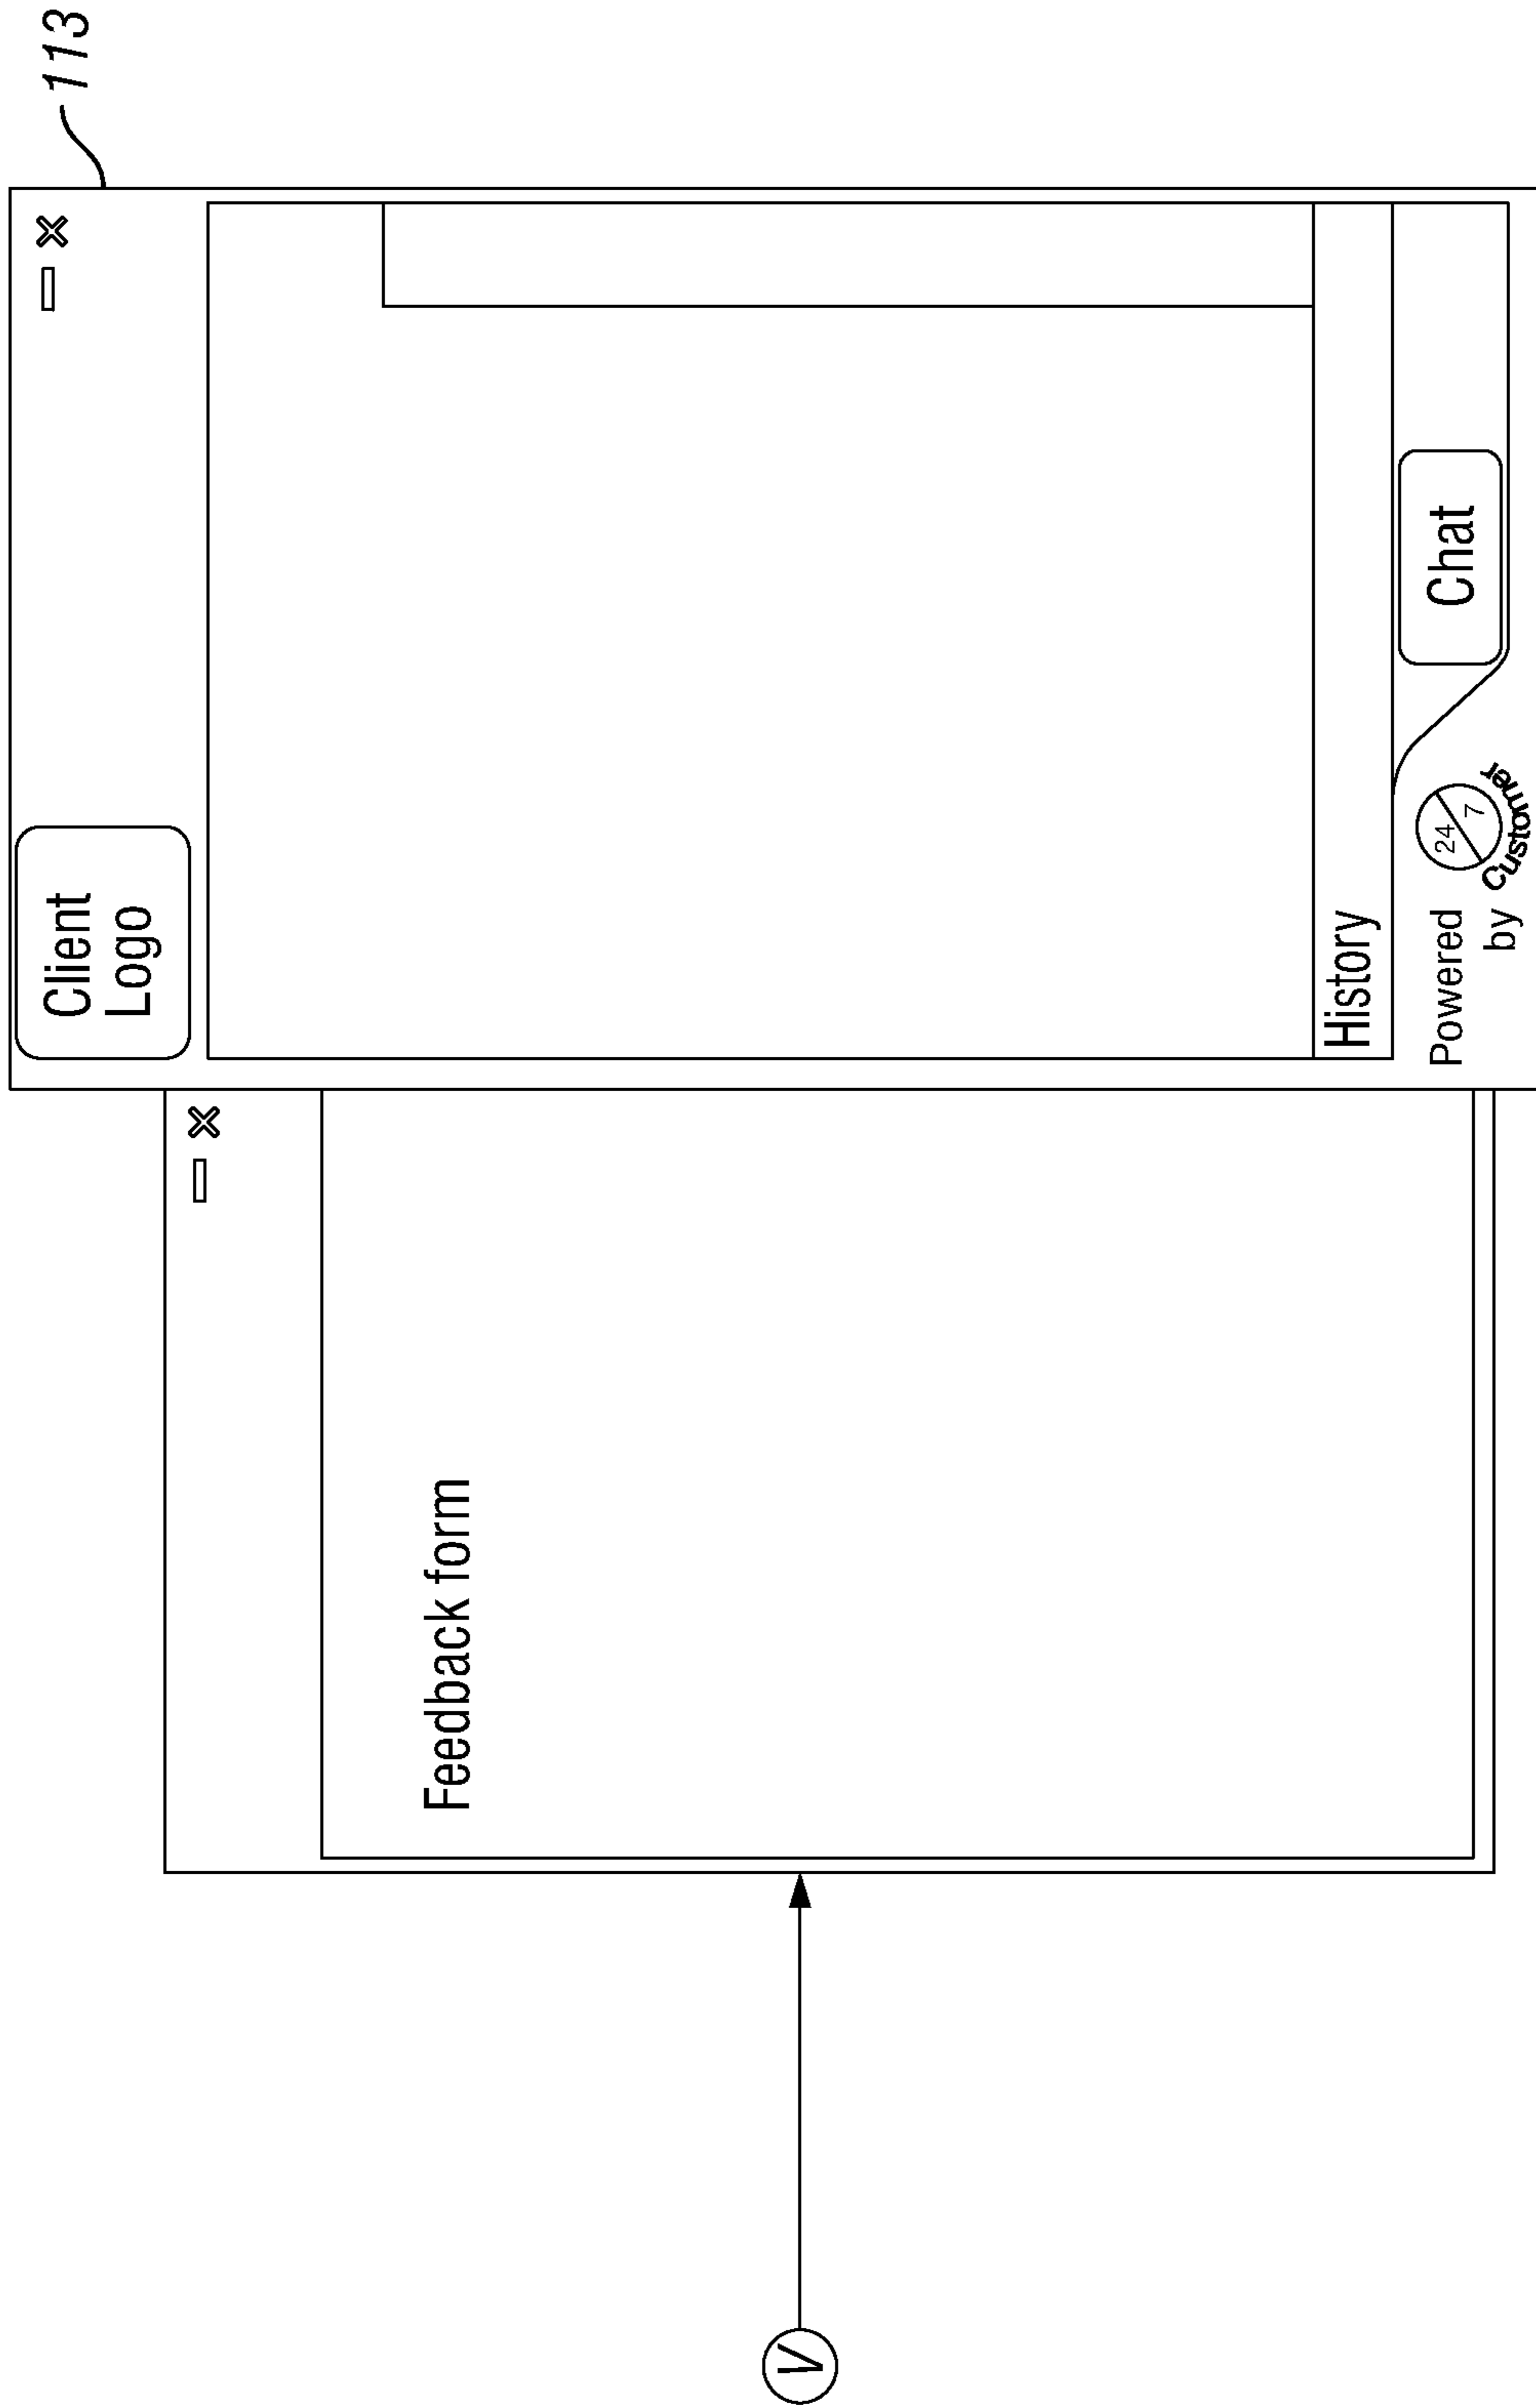 113
Client
Logo
Feedback form
History
Chat
Powered
by
24
7
Customer
V